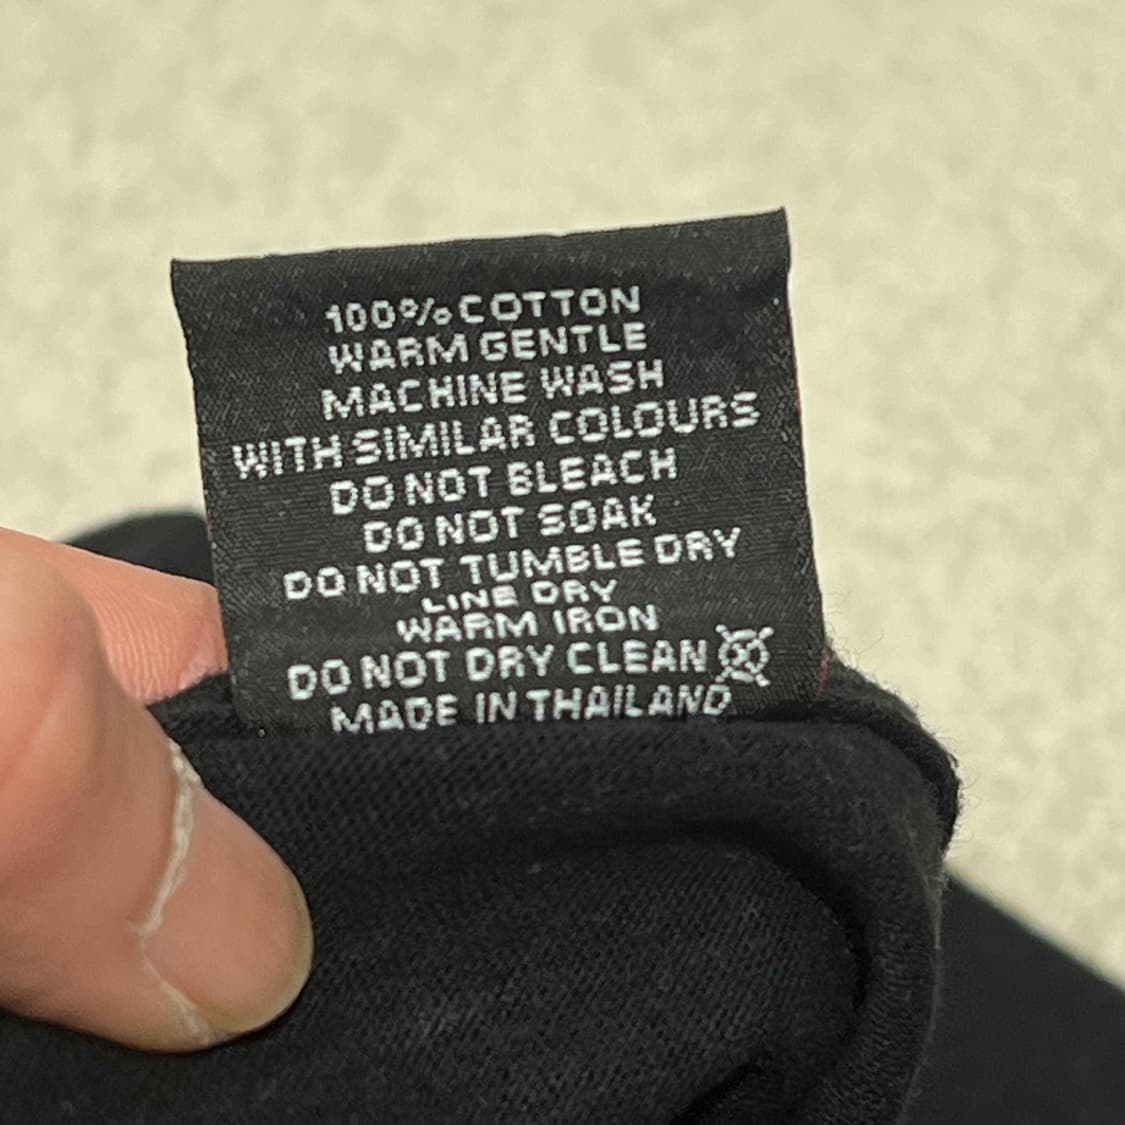 100% COTTON
WARM GENTLE
MACHINE WASH
WITH SIMILAR COLOURS
DO NOT BLEACH
DO NOT SOAK
DO NOT TUMBLE DRY
LINE DRY
WARM IRON
DO NOT DRY CLEAN
MADE IN THAILAND